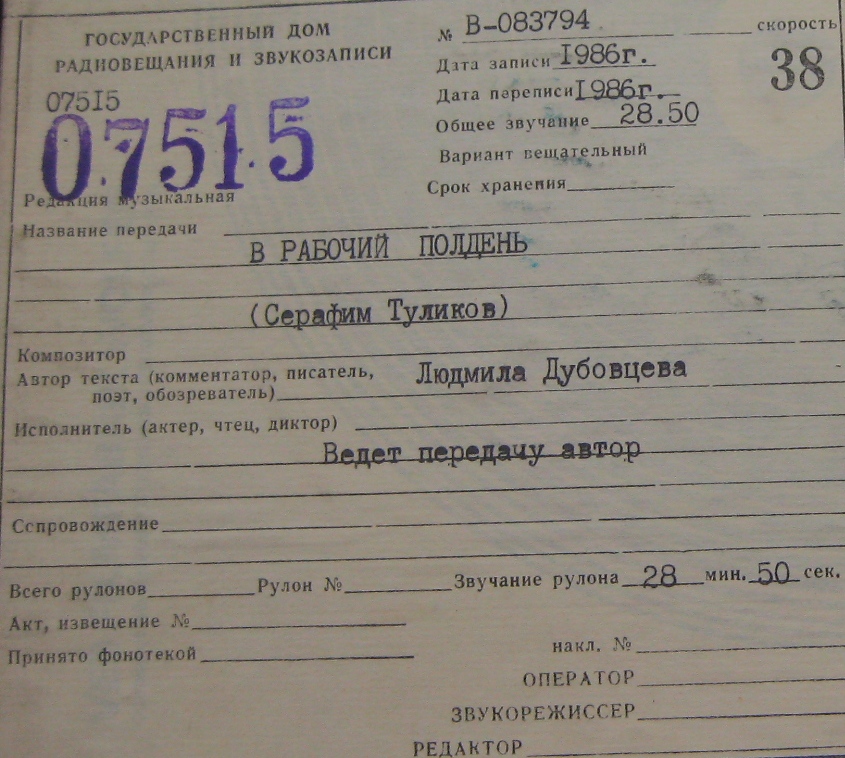 ГОСУДАРСТВЕННЫЙ ДОМ
РАДИОВЕЩАНИЯ И ЗВУКОЗАПИСИ
07515
07515
Редакция музыкальная
№ В-083794 скорость
38
Дата записи 1986г.
Дата переписи 1986г.
Общее звучание 28.50
Вариант вещательный
Срок хранения
Название передачи
В РАБОЧИЙ ПОЛДЕНЬ
(Серафим Туликов)
Композитор
Автор текста (комментатор, писатель, Людмила Дубовцева
поэт, обозреватель)
Исполнитель (актер, чтец, диктор)
Ведет передачу автор
Сспровождение
Всего рулонов Рулон № Звучание рулона 28 мин. 50 сек.
Акт, извещение №
Принято фонотекой
накл. №
ОПЕРАТОР
ЗВУКОРЕЖИССЕР
РЕДАКТОР